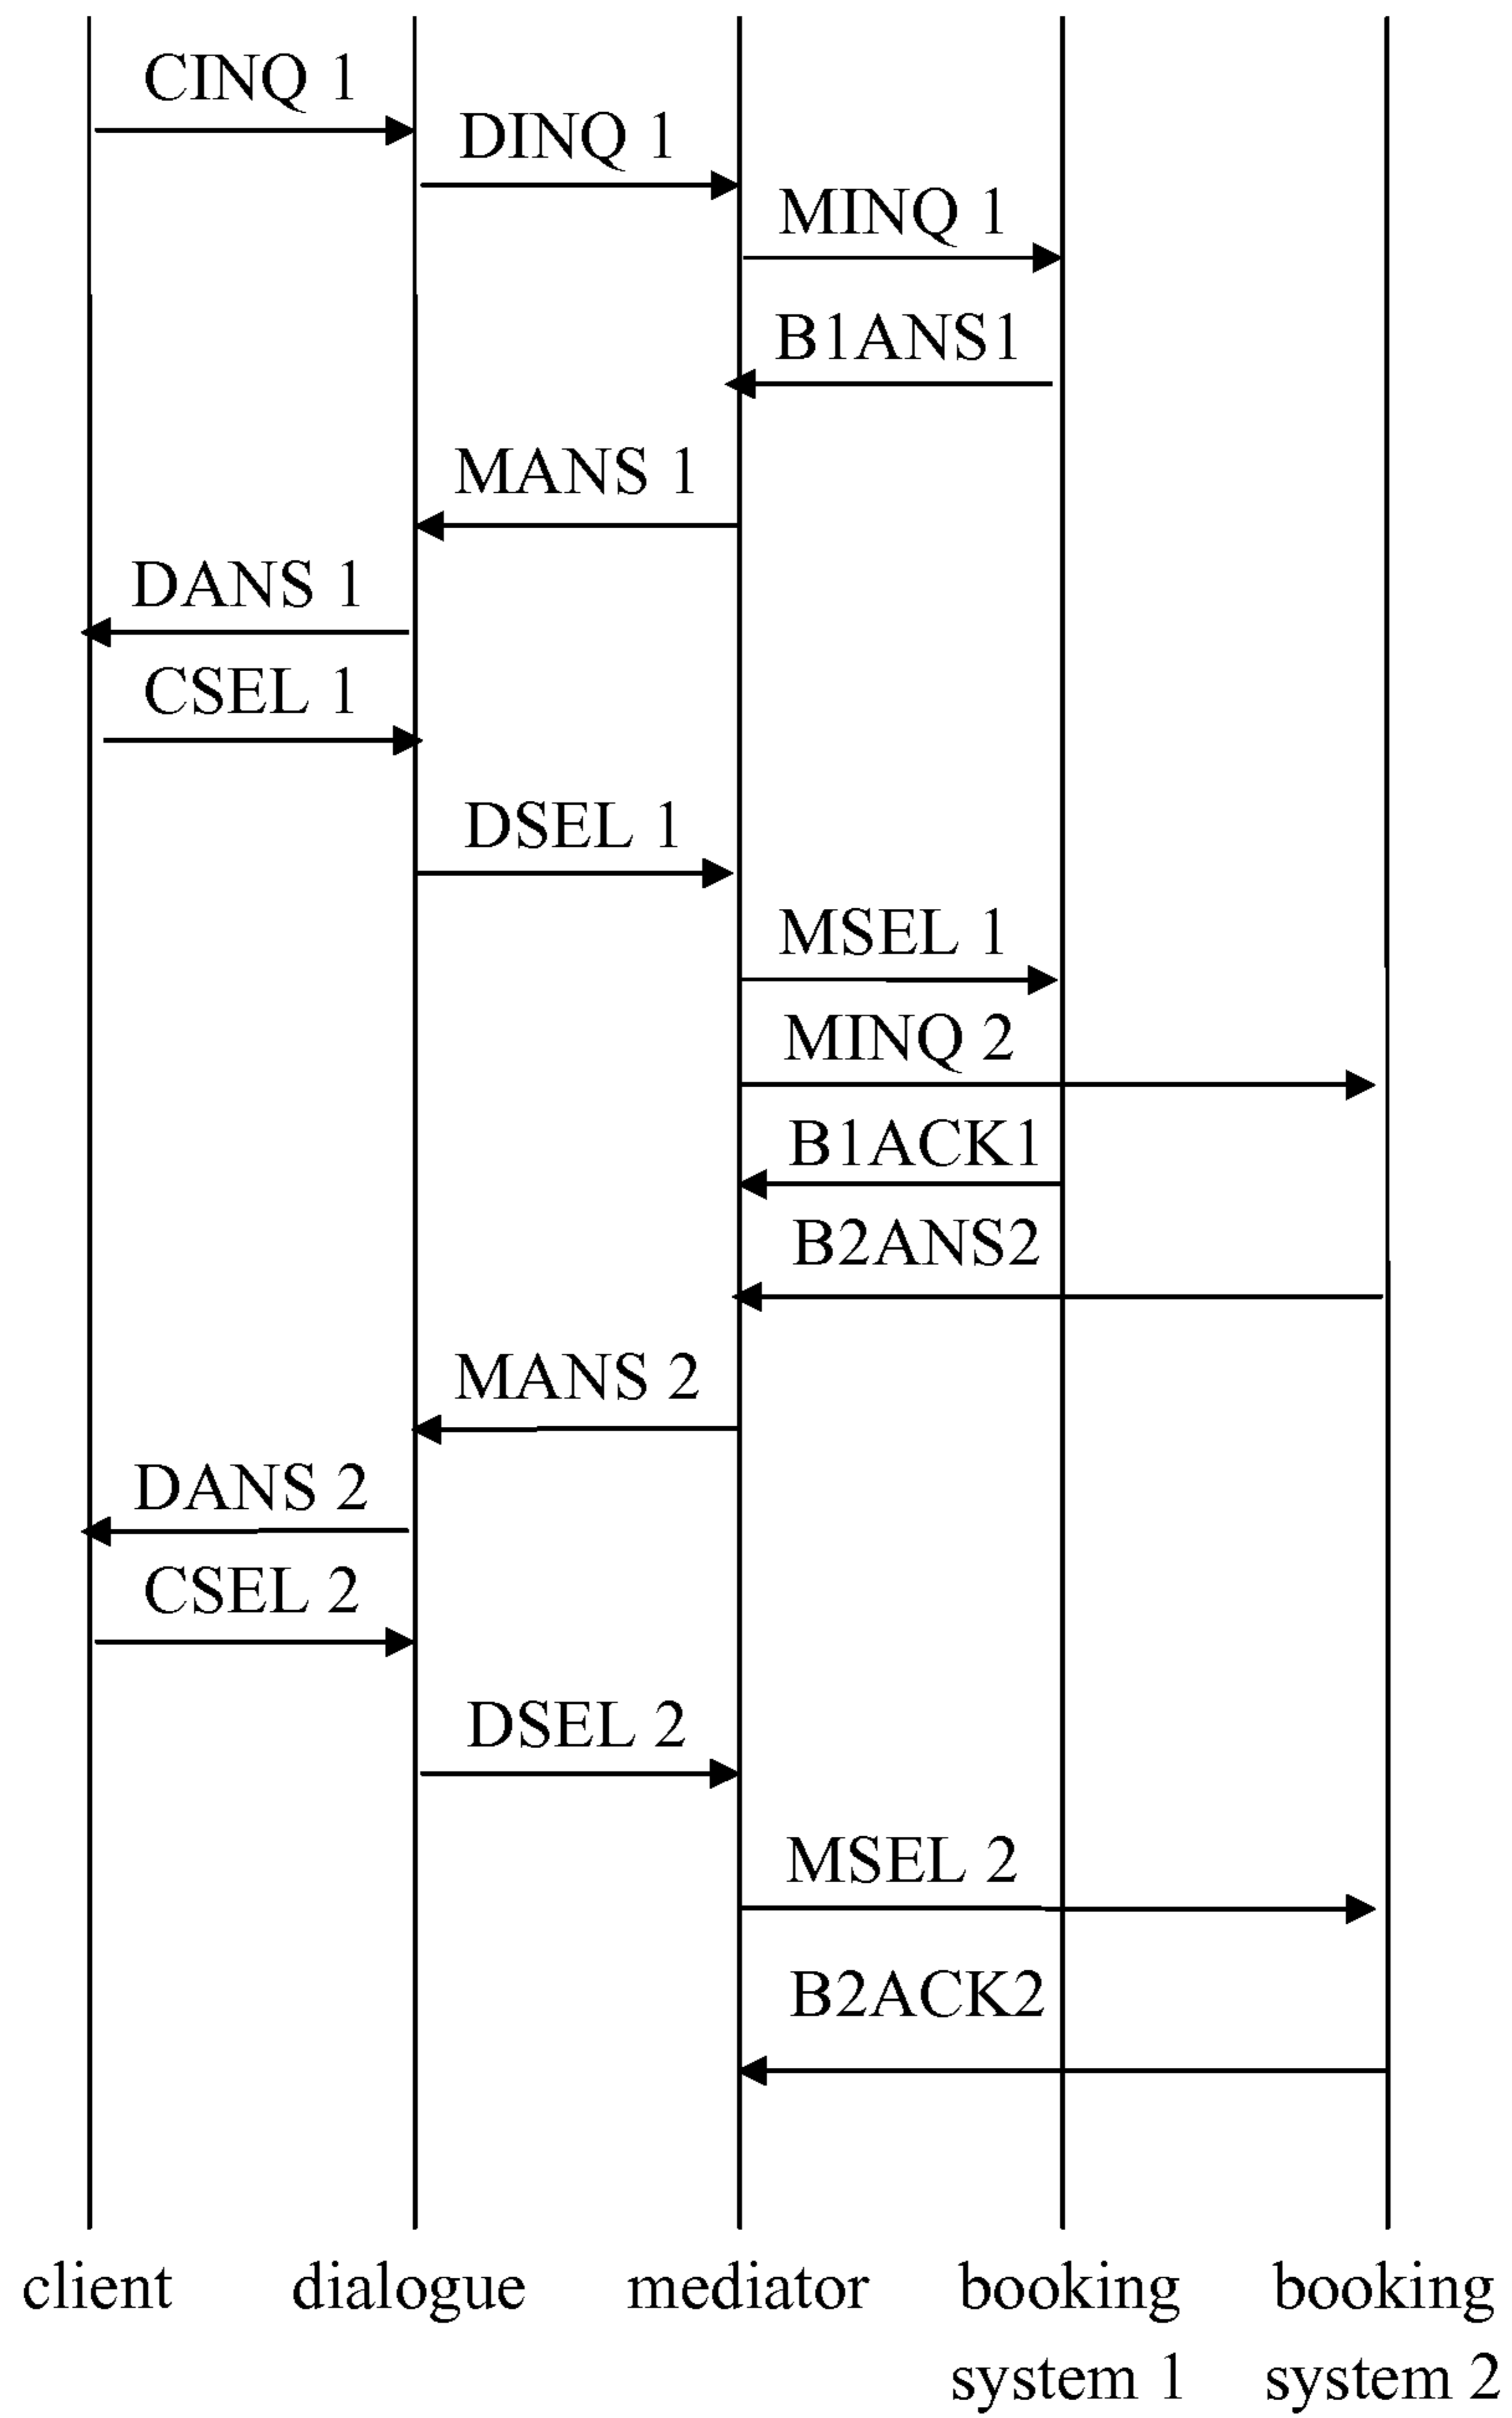 CINQ 1
DINQ 1
MINQ 1
B1ANS1
MANS 1
DANS 1
CSEL 1
DSEL 1
MSEL 1
MINQ 2
B1ACK1
B2ANS2
MANS 2
DANS 2
CSEL 2
DSEL 2
MSEL 2
B2ACK2
client
dialogue
mediator
booking
system 1
booking
system 2